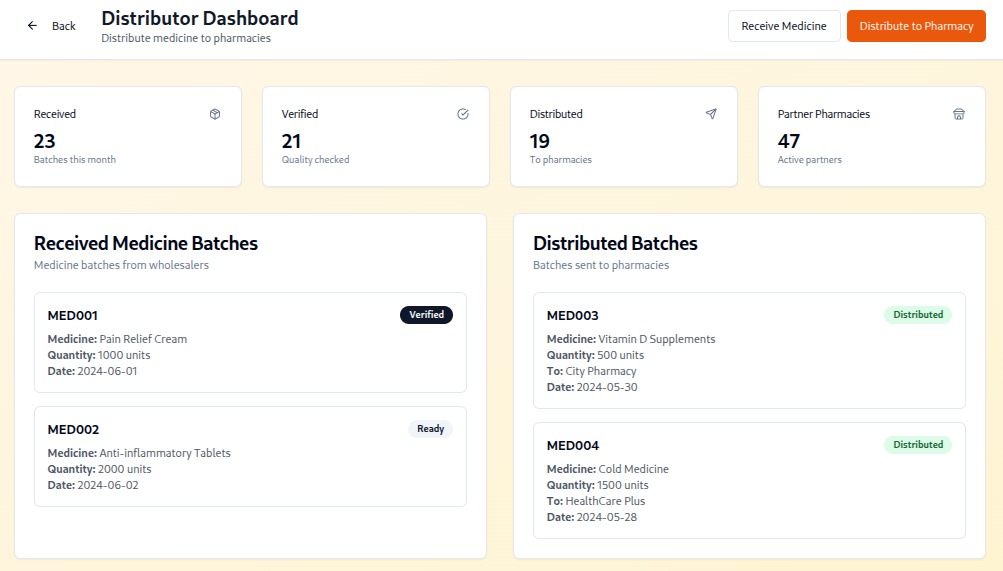 Back
Distributor Dashboard
Distribute medicine to pharmacies
Receive Medicine
Distribute to Pharmacy
Received
23
Batches this month
Verified
21
Quality checked
Distributed
19
To pharmacies
Partner Pharmacies
47
Active partners
Received Medicine Batches
Medicine batches from wholesalers
MED001
Verified
Medicine: Pain Relief Cream
Quantity: 1000 units
Date: 2024-06-01
MED002
Ready
Medicine: Anti-inflammatory Tablets
Quantity: 2000 units
Date: 2024-06-02
Distributed Batches
Batches sent to pharmacies
MED003
Distributed
Medicine: Vitamin D Supplements
Quantity: 500 units
To: City Pharmacy
Date: 2024-05-30
MED004
Distributed
Medicine: Cold Medicine
Quantity: 1500 units
To: HealthCare Plus
Date: 2024-05-28